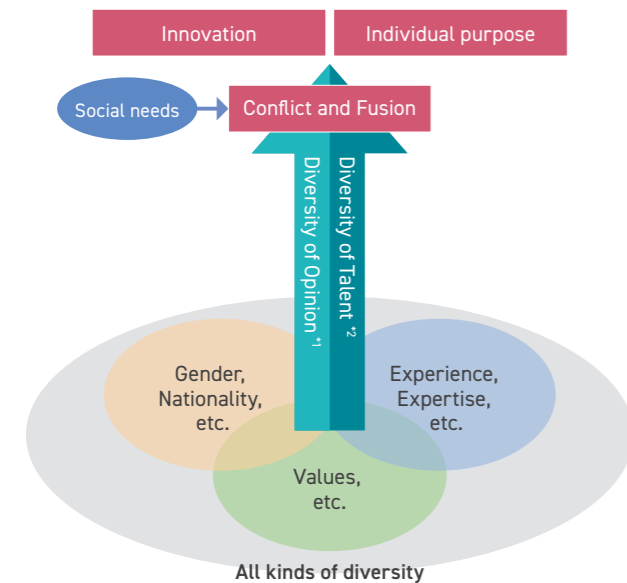 Innovation
Individual purpose
Social needs
Conflict and Fusion
Diversity of Opinion *1
Diversity of Talent *2
Gender,
Nationality,
etc.
Experience,
Expertise,
etc.
Values,
etc.
All kinds of diversity